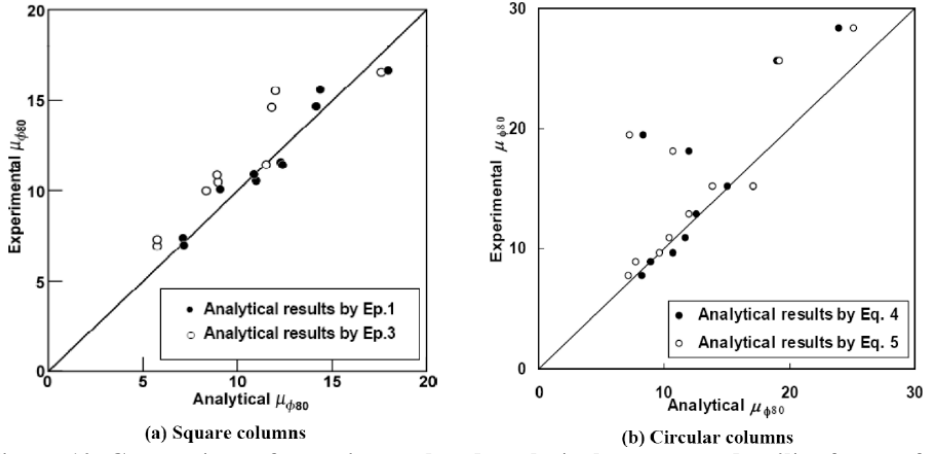 20
15
10
5
0
Experimental μϕ80
● Analytical results by Ep.1
○ Analytical results by Ep.3
0 5 10 15 20
Analytical μϕ80
(a) Square columns
30
20
10
0
Experimental μϕ80
● Analytical results by Eq. 4
○ Analytical results by Eq. 5
0 10 20 30
Analytical μϕ80
(b) Circular columns